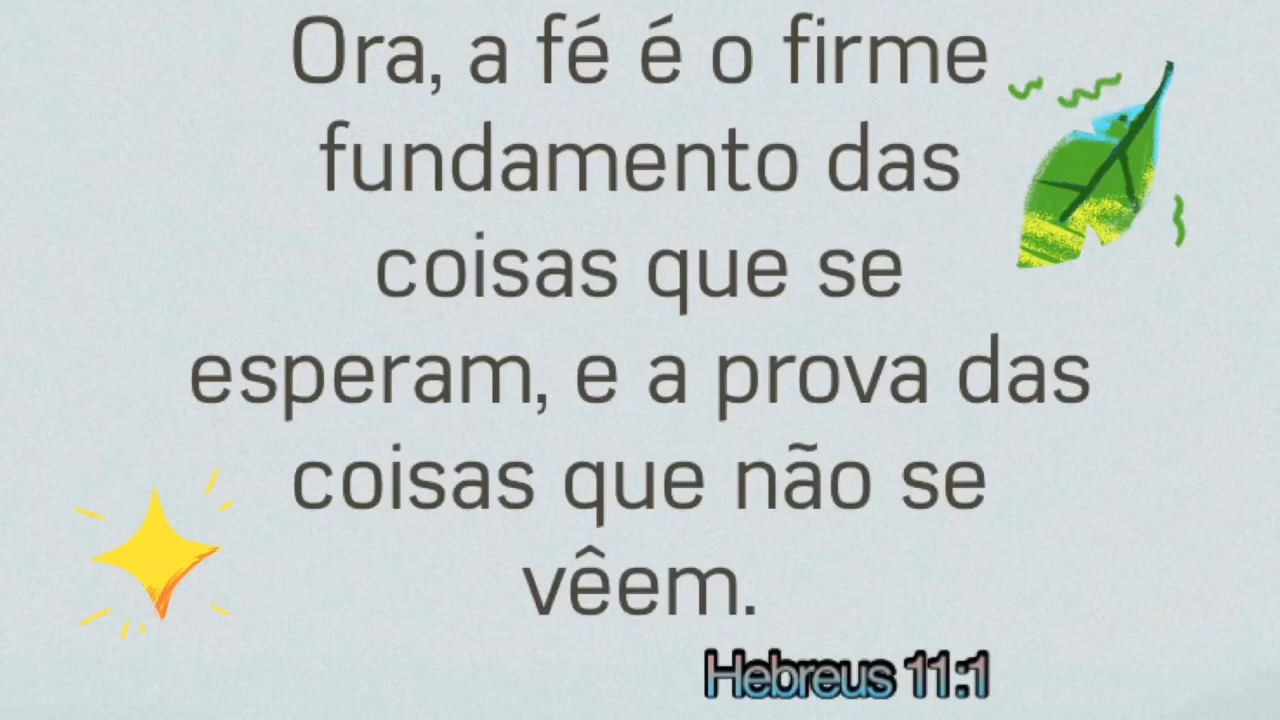 Ora, a fé é o firme
fundamento das
coisas que se
esperam, e a prova das
coisas que não se
vêem.
Hebreus 11:1